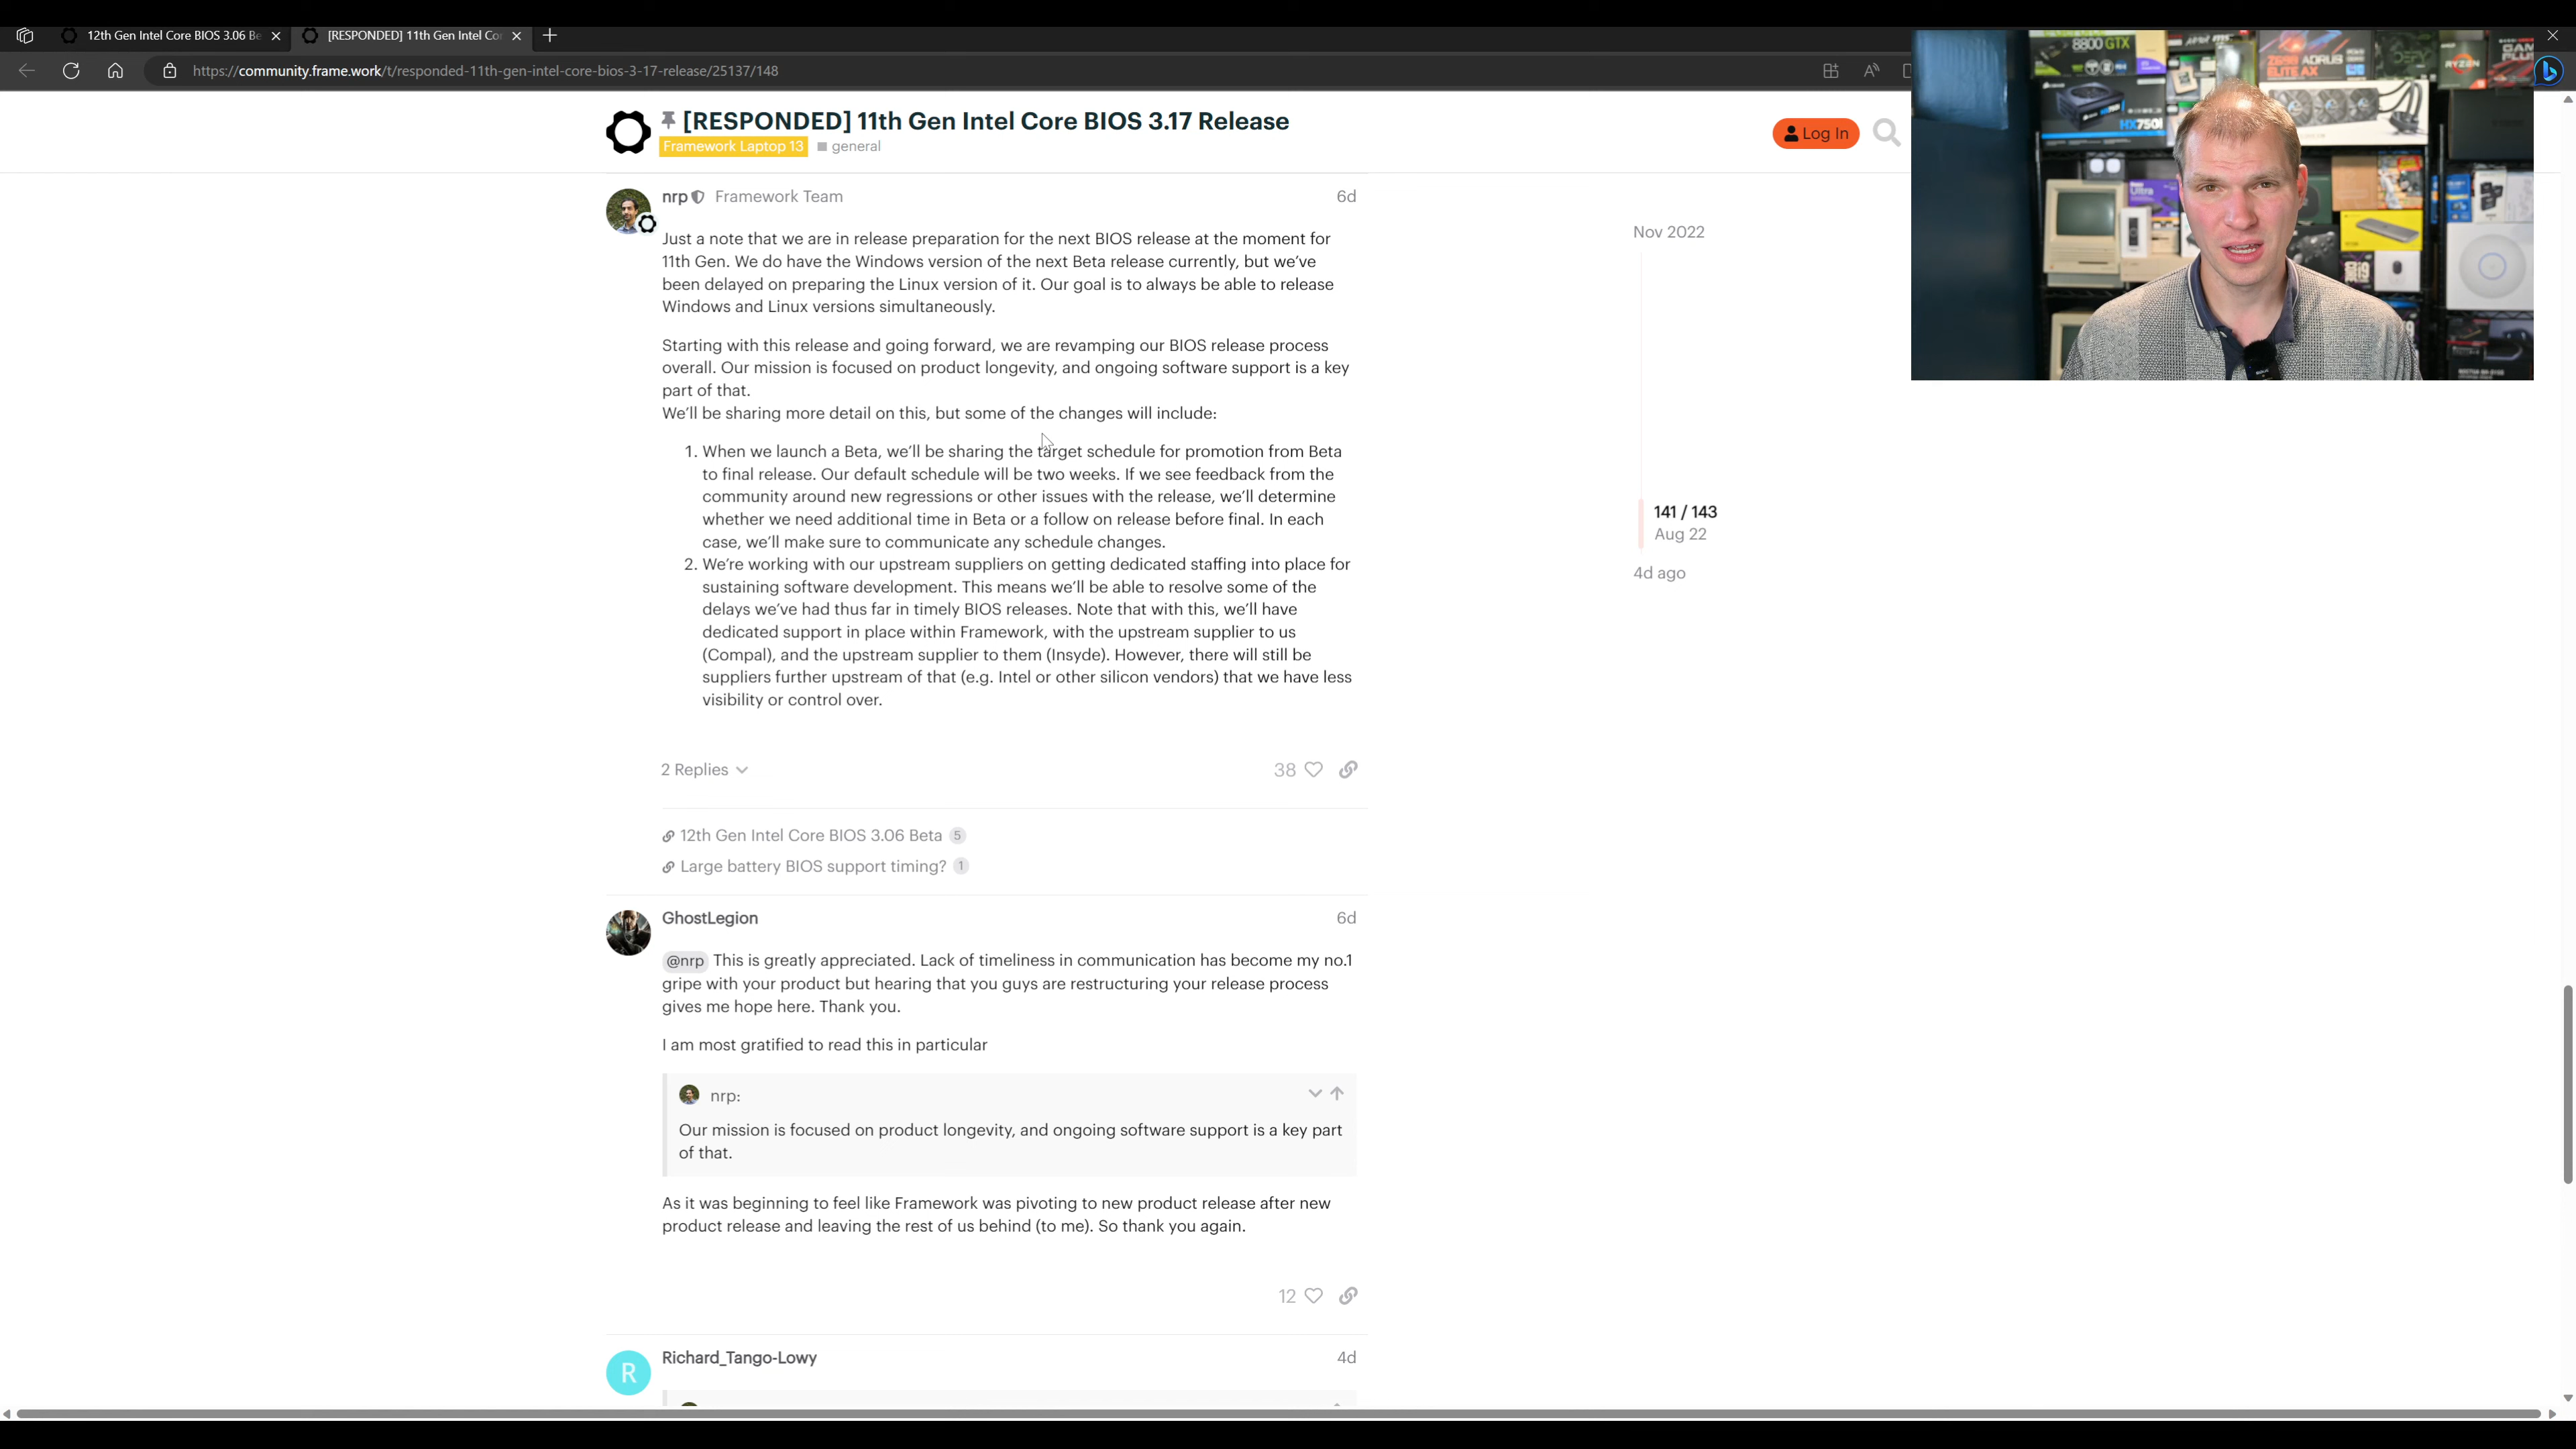 12th Gen Intel Core BIOS 3.06 Be
[RESPONDED] 11th Gen Intel Cor
https://community.frame.work/t/responded-11th-gen-intel-core-bios-3-17-release/25137/148
[RESPONDED] 11th Gen Intel Core BIOS 3.17 Release
Framework Laptop 13 general
Log In
nrp Framework Team 6d
Just a note that we are in release preparation for the next BIOS release at the moment for
11th Gen. We do have the Windows version of the next Beta release currently, but we've
been delayed on preparing the Linux version of it. Our goal is to always be able to release
Windows and Linux versions simultaneously.
Starting with this release and going forward, we are revamping our BIOS release process
overall. Our mission is focused on product longevity, and ongoing software support is a key
part of that.
We'll be sharing more detail on this, but some of the changes will include:
1. When we launch a Beta, we'll be sharing the target schedule for promotion from Beta
to final release. Our default schedule will be two weeks. If we see feedback from the
community around new regressions or other issues with the release, we'll determine
whether we need additional time in Beta or a follow on release before final. In each
case, we'll make sure to communicate any schedule changes.
2. We're working with our upstream suppliers on getting dedicated staffing into place for
sustaining software development. This means we'll be able to resolve some of the
delays we've had thus far in timely BIOS releases. Note that with this, we'll have
dedicated support in place within Framework, with the upstream supplier to us
(Compal), and the upstream supplier to them (Insyde). However, there will still be
suppliers further upstream of that (e.g. Intel or other silicon vendors) that we have less
visibility or control over.
2 Replies 38
12th Gen Intel Core BIOS 3.06 Beta 5
Large battery BIOS support timing? 1
GhostLegion 6d
@nrp This is greatly appreciated. Lack of timeliness in communication has become my no.1
gripe with your product but hearing that you guys are restructuring your release process
gives me hope here. Thank you.
I am most gratified to read this in particular
nrp:
Our mission is focused on product longevity, and ongoing software support is a key part
of that.
As it was beginning to feel like Framework was pivoting to new product release after new
product release and leaving the rest of us behind (to me). So thank you again.
12
R Richard_Tango-Lowy 4d
Nov 2022
141 / 143
Aug 22
4d ago
8800 GTX
HX750i
Z690 AORUS
ELITE AX
RYZEN